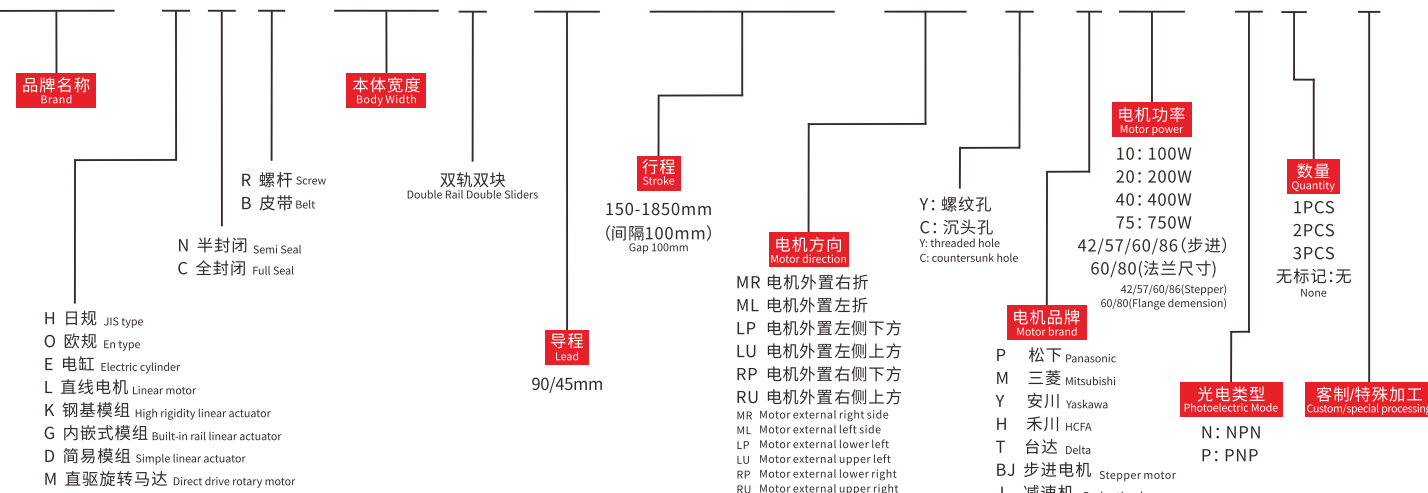 品牌名称
Brand
H 日规 JIS type
O 欧规 En type
E 电缸 Electric cylinder
L 直线电机 Linear motor
K 钢基模组 High rigidity linear actuator
G 内嵌式模组 Built-in rail linear actuator
D 简易模组 Simple linear actuator
M 直驱旋转马达 Direct drive rotary motor
N 半封闭 Semi Seal
C 全封闭 Full Seal
R 螺杆 Screw
B 皮带 Belt
本体宽度
Body Width
双轨双块
Double Rail Double Sliders
导程
Lead
90/45mm
行程
Stroke
150-1850mm
(间隔100mm)
Gap 100mm
电机方向
Motor direction
MR 电机外置右折
ML 电机外置左折
LP 电机外置左侧下方
LU 电机外置左侧上方
RP 电机外置右侧下方
RU 电机外置右侧上方
MR Motor external right side
ML Motor external left side
LP Motor external lower left
LU Motor external upper left
RP Motor external lower right
RU Motor external upper right
Y：螺纹孔
C：沉头孔
Y: threaded hole
C: countersunk hole
电机品牌
Motor brand
P 松下 Panasonic
M 三菱 Mitsubishi
Y 安川 Yaskawa
H 禾川 HCFA
T 台达 Delta
BJ 步进电机 Stepper motor
J 减速机
电机功率
Motor power
10：100W
20：200W
40：400W
75：750W
42/57/60/86(步进)
60/80(法兰尺寸)
42/57/60/86(Stepper)
60/80(Flange demension)
光电类型
Photoelectric Mode
N：NPN
P：PNP
数量
Quantity
1PCS
2PCS
3PCS
无标记：无
None
客制/特殊加工
Custom/special processing